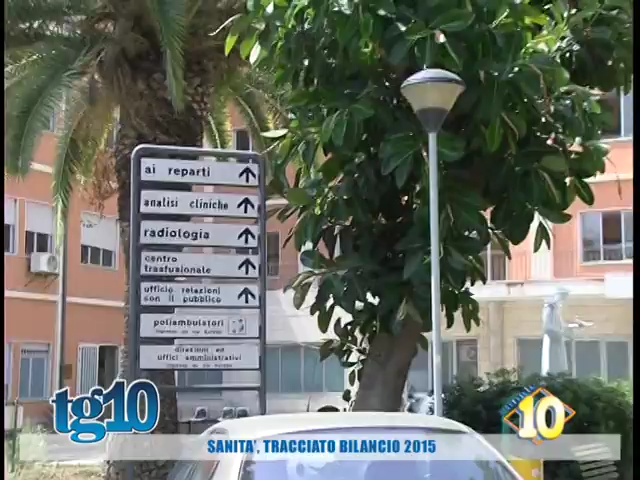 ai reparti
analisi cliniche
radiologia
centro
trasfusionale
ufficio relazioni
con il pubblico
poliambulatori
direzioni ed
uffici amministrativi
tg10
10
SANITA', TRACCIATO BILANCIO 2015